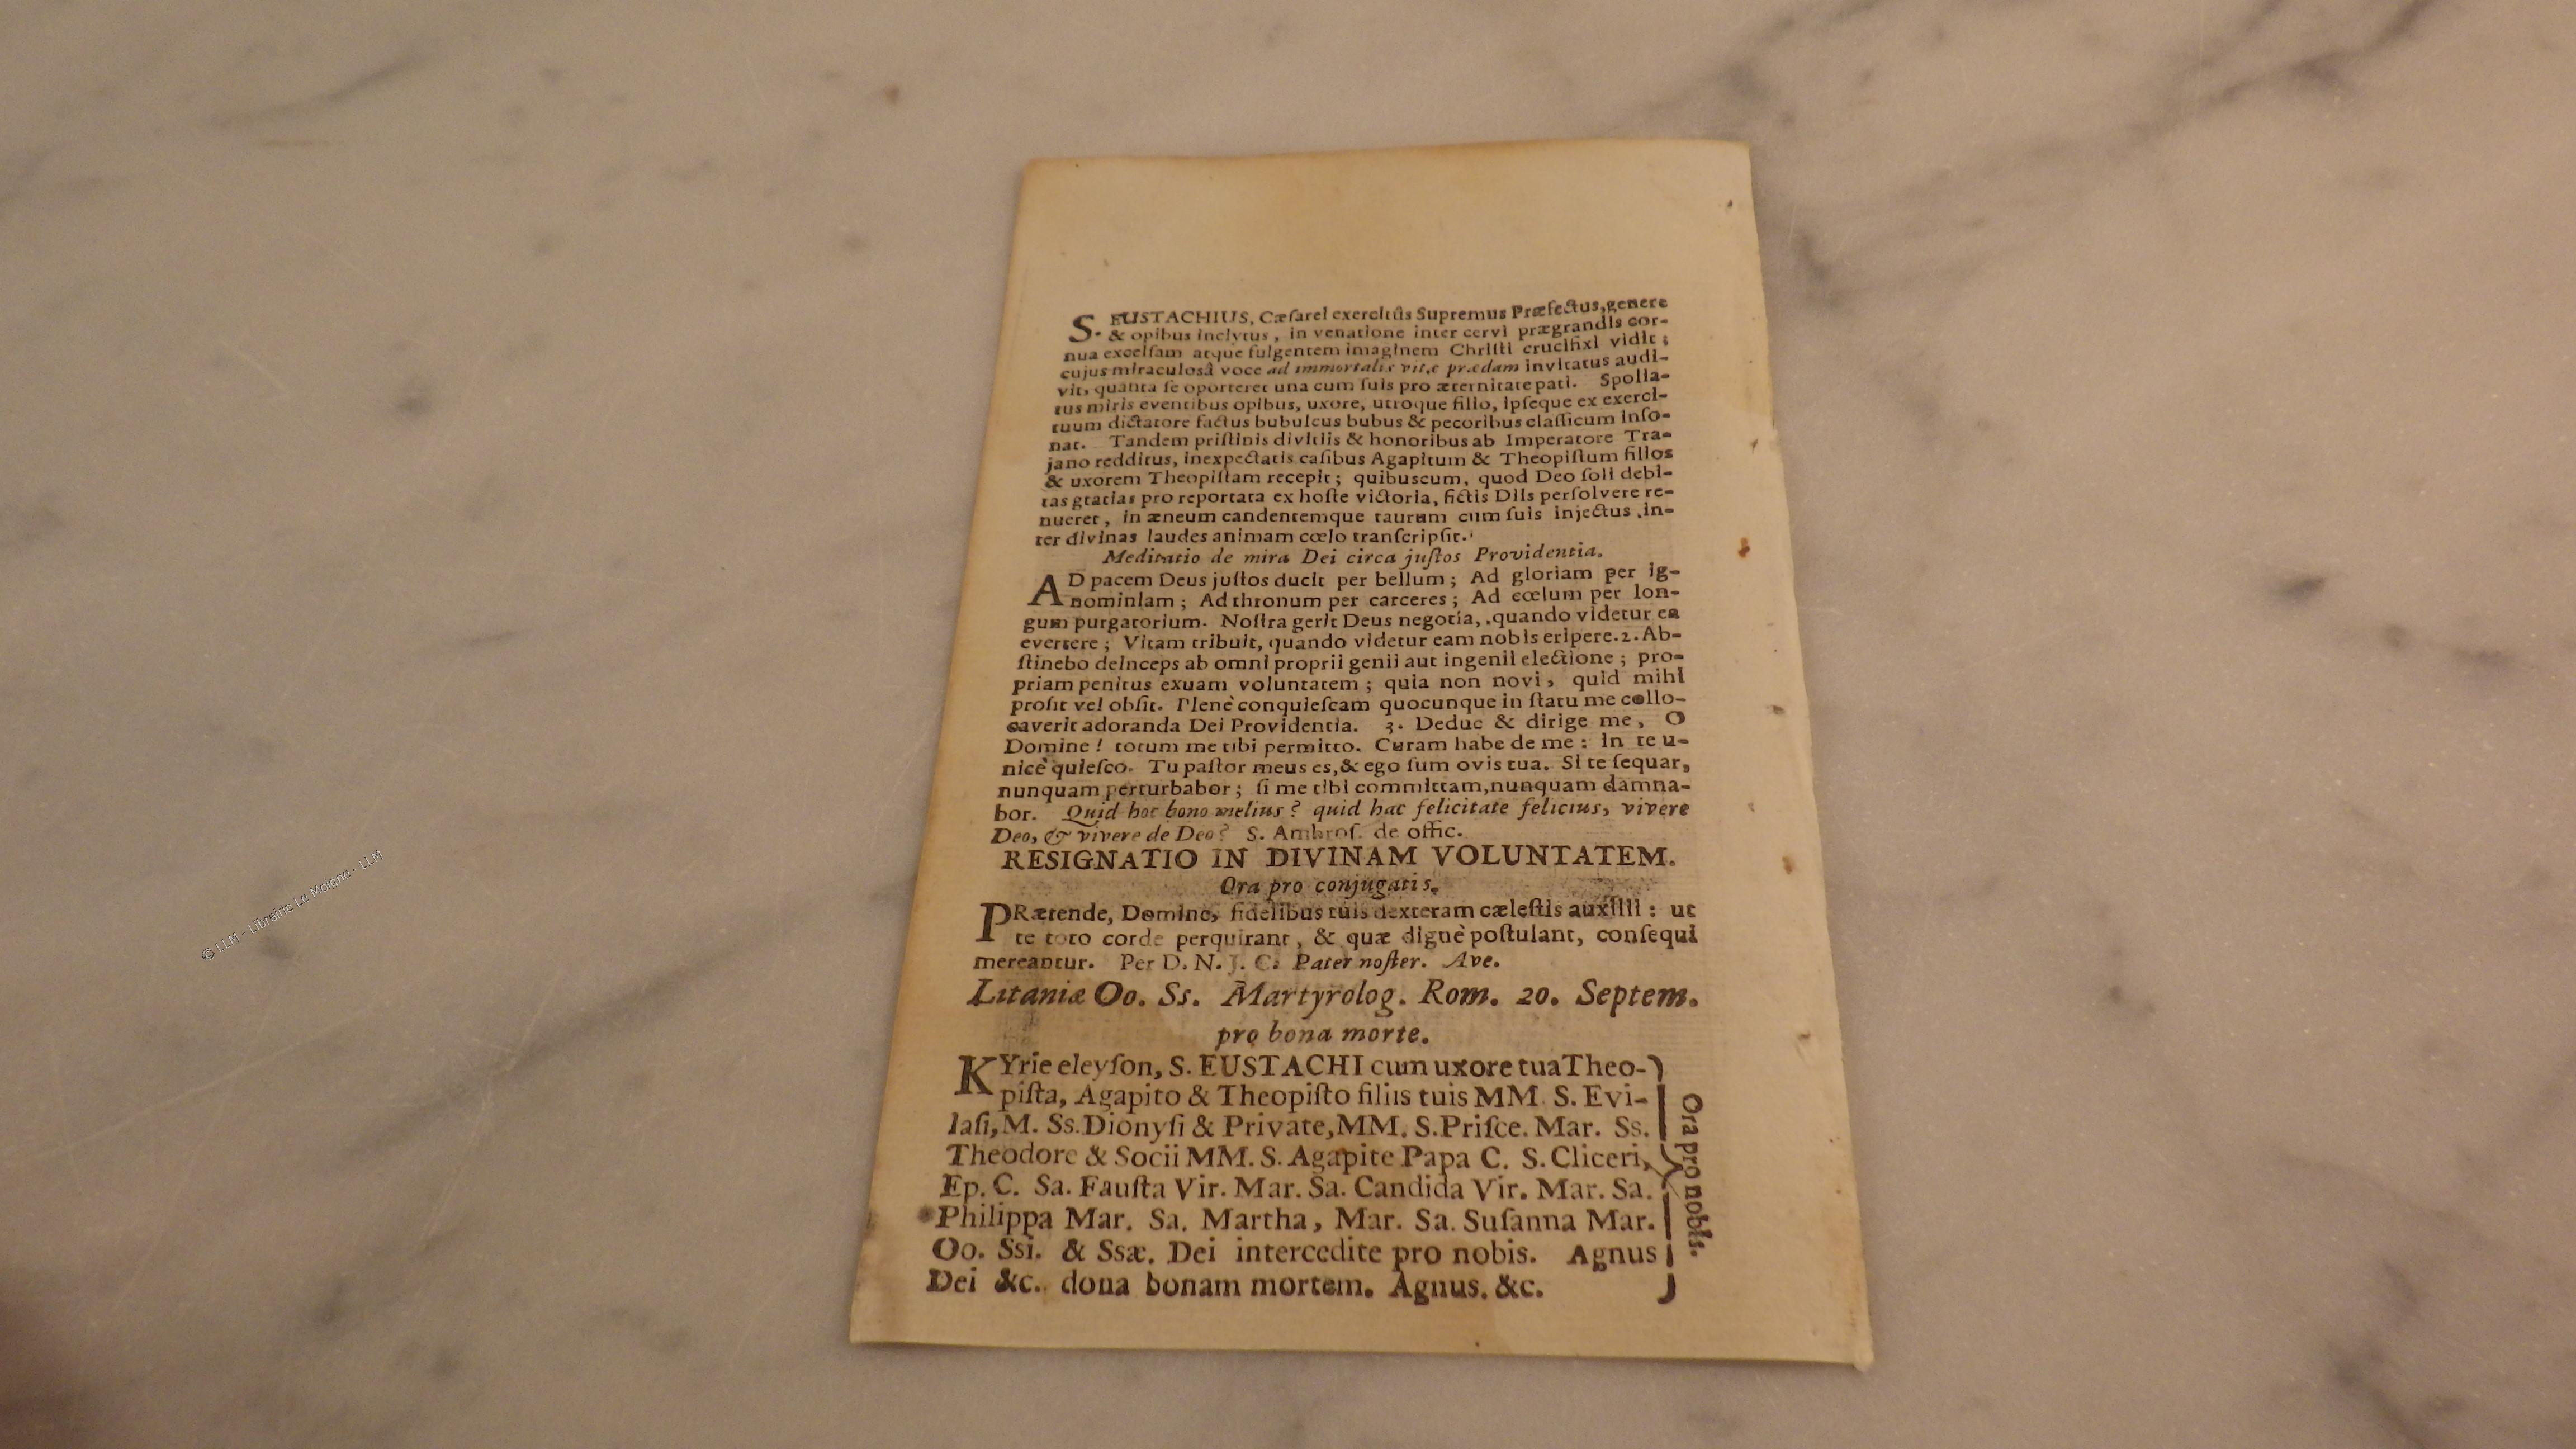 S. EUSTACHIUS, Cæsarei exercitûs Supremus Præfectus, genere
& opibus inclytus, in venatione inter cervi prægrandis cor-
nua excelsam atque fulgentem imaginem Christi crucifixi vidit;
cujus miraculosâ voce ad immortalis vitæ prædam invitatus audi-
vit, quanta se oporteret una cum suis pro æternitate pati. Spolia-
tus miris eventibus opibus, uxore, utroque filio, ipseque ex exerci-
tuum dictatore factus bubulcus bubus & pecoribus classicum inso-
nat. Tandem pristinis divitiis & honoribus ab Imperatore Tra-
jano redditus, inexpectatis casibus Agapitum & Theopistum filios
& uxorem Theopistam recepit; quibuscum, quod Deo soli debi-
tas gratias pro reportata ex hoste victoria, fictis Diis persolvere re-
nueret, in æneum candentemque taurum cum suis injectus in-
ter divinas laudes animam cœlo transcripsit.
Meditatio de mira Dei circa justos Providentia.
AD pacem Deus justos ducit per bellum; Ad gloriam per ig-
nominiam; Ad thronum per carceres; Ad cœlum per lon-
gum purgatorium. Nostra gerit Deus negotia, quando videtur ea
evertere; Vitam tribuit, quando videtur eam nobis eripere. 2. Ab-
stinebo deinceps ab omni proprii genii aut ingenii electione; pro-
priam penitus exuam voluntatem; quia non novi, quid mihi
prosit vel obsit. Plenè conquiescam quocunque in statu me collo-
caverit adoranda Dei Providentia. 3. Deduc & dirige me, O
Domine! totum me tibi permitto. Curam habe de me: In te u-
nicè quiesco. Tu pastor meus es, & ego sum ovis tua. Si te sequar,
nunquam perturbabor; si me tibi committam, nunquam damna-
bor. Quid hoc bono melius? quid hac felicitate felicius, vivere
Deo, & vivere de Deo? S. Ambros. de offic.
RESIGNATIO IN DIVINAM VOLUNTATEM.
Ora pro conjugatis.
PRætende, Domine, fidelibus tuis dexteram cælestis auxilii: ut
te toto corde perquirant, & quæ dignè postulant, consequi
mereantur. Per D. N. J. C. Pater noster. Ave.
Litaniæ Oo. Ss. Martyrolog. Rom. 20. Septem.
pro bona morte.
KYrie eleyson, S. EUSTACHI cum uxore tua Theo-
pista, Agapito & Theopisto filiis tuis MM. S. Evi-
lasi, M. Ss. Dionysi & Private, MM. S. Prisce. Mar. Ss.
Theodore & Socii MM. S. Agapite Papa C. S. Cliceri,
Ep. C. Sa. Fausta Vir. Mar. Sa. Candida Vir. Mar. Sa.
Philippa Mar. Sa. Martha, Mar. Sa. Susanna Mar.
Oo. Ssi. & Ssæ. Dei intercedite pro nobis. Agnus
Dei &c. dona bonam mortem. Agnus. &c.
Ora pro nobis.
© LLM - Librairie Le Moigne - LLM